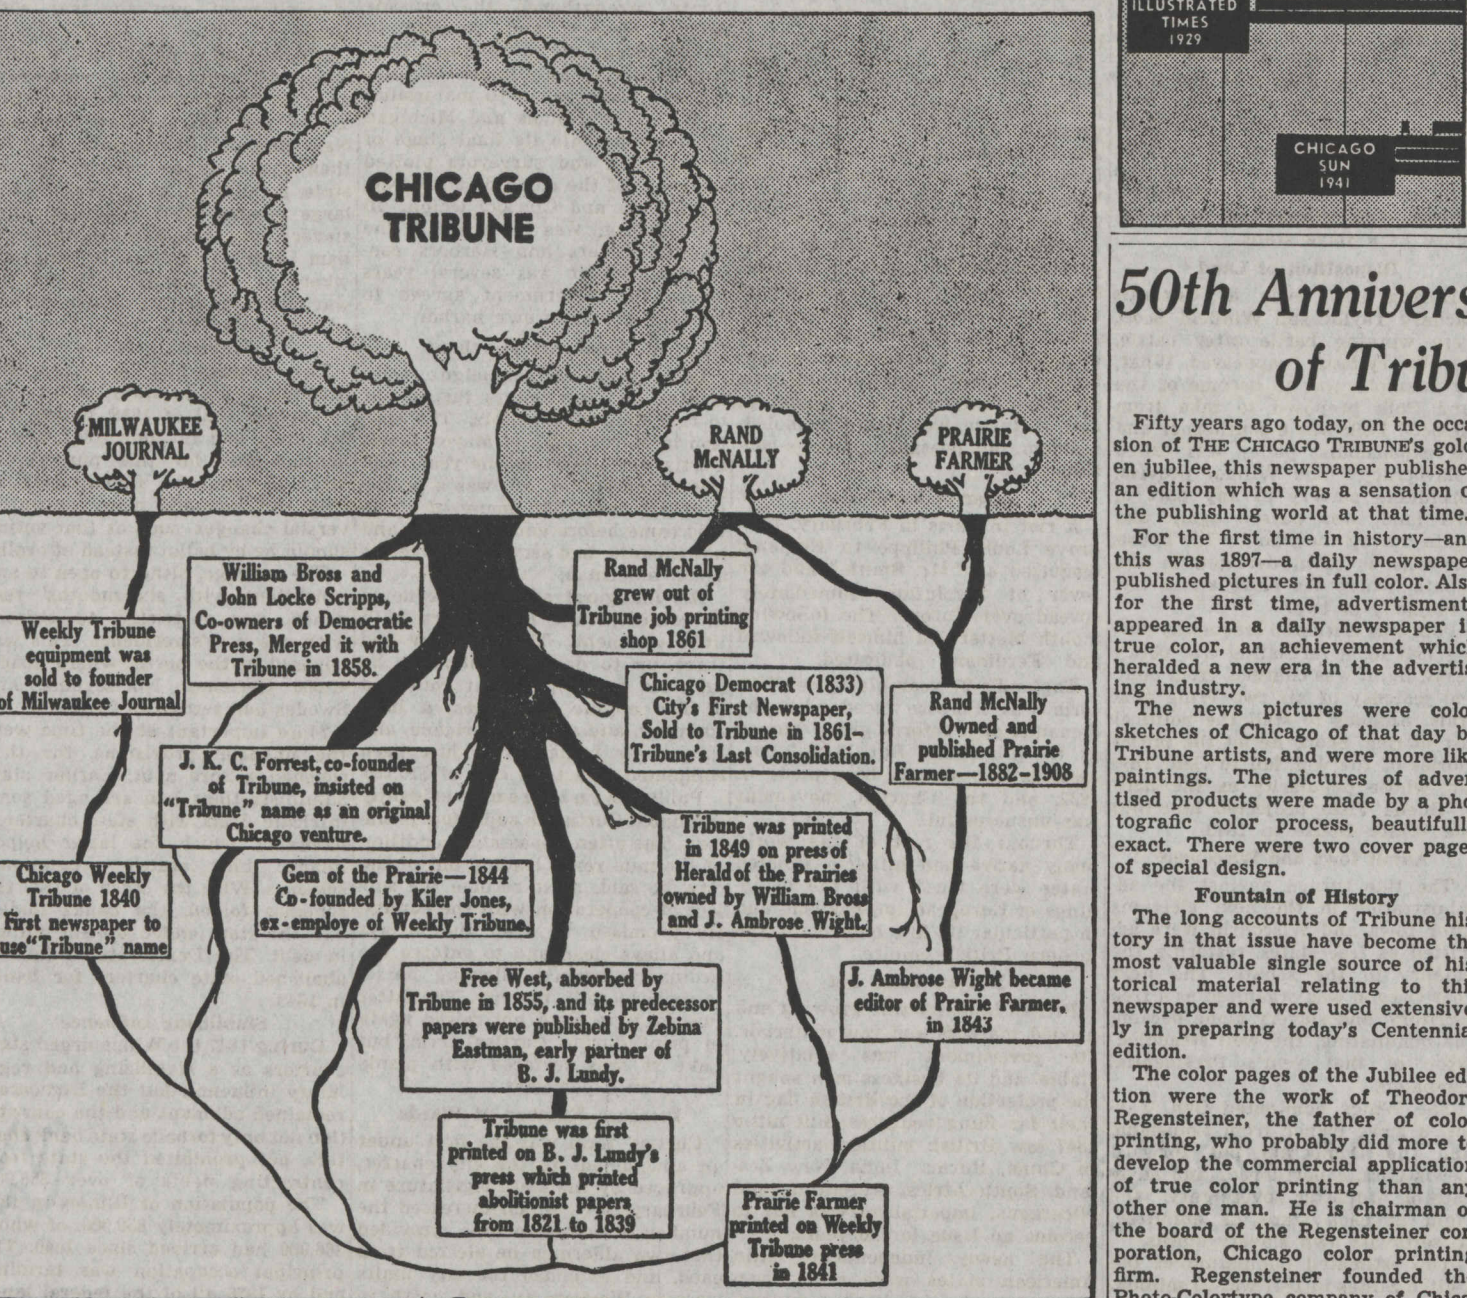 CHICAGO
TRIBUNE
MILWAUKEE
JOURNAL
RAND
McNALLY
PRAIRIE
FARMER
William Bross and
John Locke Scripps,
Co-owners of Democratic
Press, Merged it with
Tribune in 1858.
Rand McNally
grew out of
Tribune job printing
shop 1861
Weekly Tribune
equipment was
sold to founder
of Milwaukee Journal
Chicago Democrat (1833)
City's First Newspaper,
Sold to Tribune in 1861-
Tribune's Last Consolidation.
Rand McNally
Owned and
published Prairie
Farmer—1882-1908
J. K. C. Forrest, co-founder
of Tribune, insisted on
"Tribune" name as an original
Chicago venture.
Tribune was printed
in 1849 on press of
Herald of the Prairies
owned by William Bross
and J. Ambrose Wight.
Chicago Weekly
Tribune 1840
First newspaper to
use "Tribune" name
Gem of the Prairie—1844
Co-founded by Kiler Jones,
ex-employe of Weekly Tribune.
Free West, absorbed by
Tribune in 1855, and its predecessor
papers were published by Zebina
Eastman, early partner of
B. J. Lundy.
J. Ambrose Wight became
editor of Prairie Farmer,
in 1843
Tribune was first
printed on B. J. Lundy's
press which printed
abolitionist papers
from 1821 to 1839
Prairie Farmer
printed on Weekly
Tribune press
in 1841
ILLUSTRATED
TIMES
1929
CHICAGO
SUN
1941
50th Annivers
of Tribu
Fifty years ago today, on the occa
sion of THE CHICAGO TRIBUNE'S gold
en jubilee, this newspaper publishe
an edition which was a sensation o
the publishing world at that time.
For the first time in history—an
this was 1897—a daily newspape
published pictures in full color. Als
for the first time, advertisment
appeared in a daily newspaper i
true color, an achievement whic
heralded a new era in the advertis
ing industry.
The news pictures were colo
sketches of Chicago of that day b
Tribune artists, and were more lik
paintings. The pictures of adver
tised products were made by a pho
tografic color process, beautifull
exact. There were two cover page
of special design.
Fountain of History
The long accounts of Tribune his
tory in that issue have become th
most valuable single source of his
torical material relating to thi
newspaper and were used extensive
ly in preparing today's Centennia
edition.
The color pages of the Jubilee edi
tion were the work of Theodor
Regensteiner, the father of colo
printing, who probably did more t
develop the commercial application
of true color printing than any
other one man. He is chairman o
the board of the Regensteiner cor
poration, Chicago color printing
firm. Regensteiner founded th
Photo-Colortype company of Chica